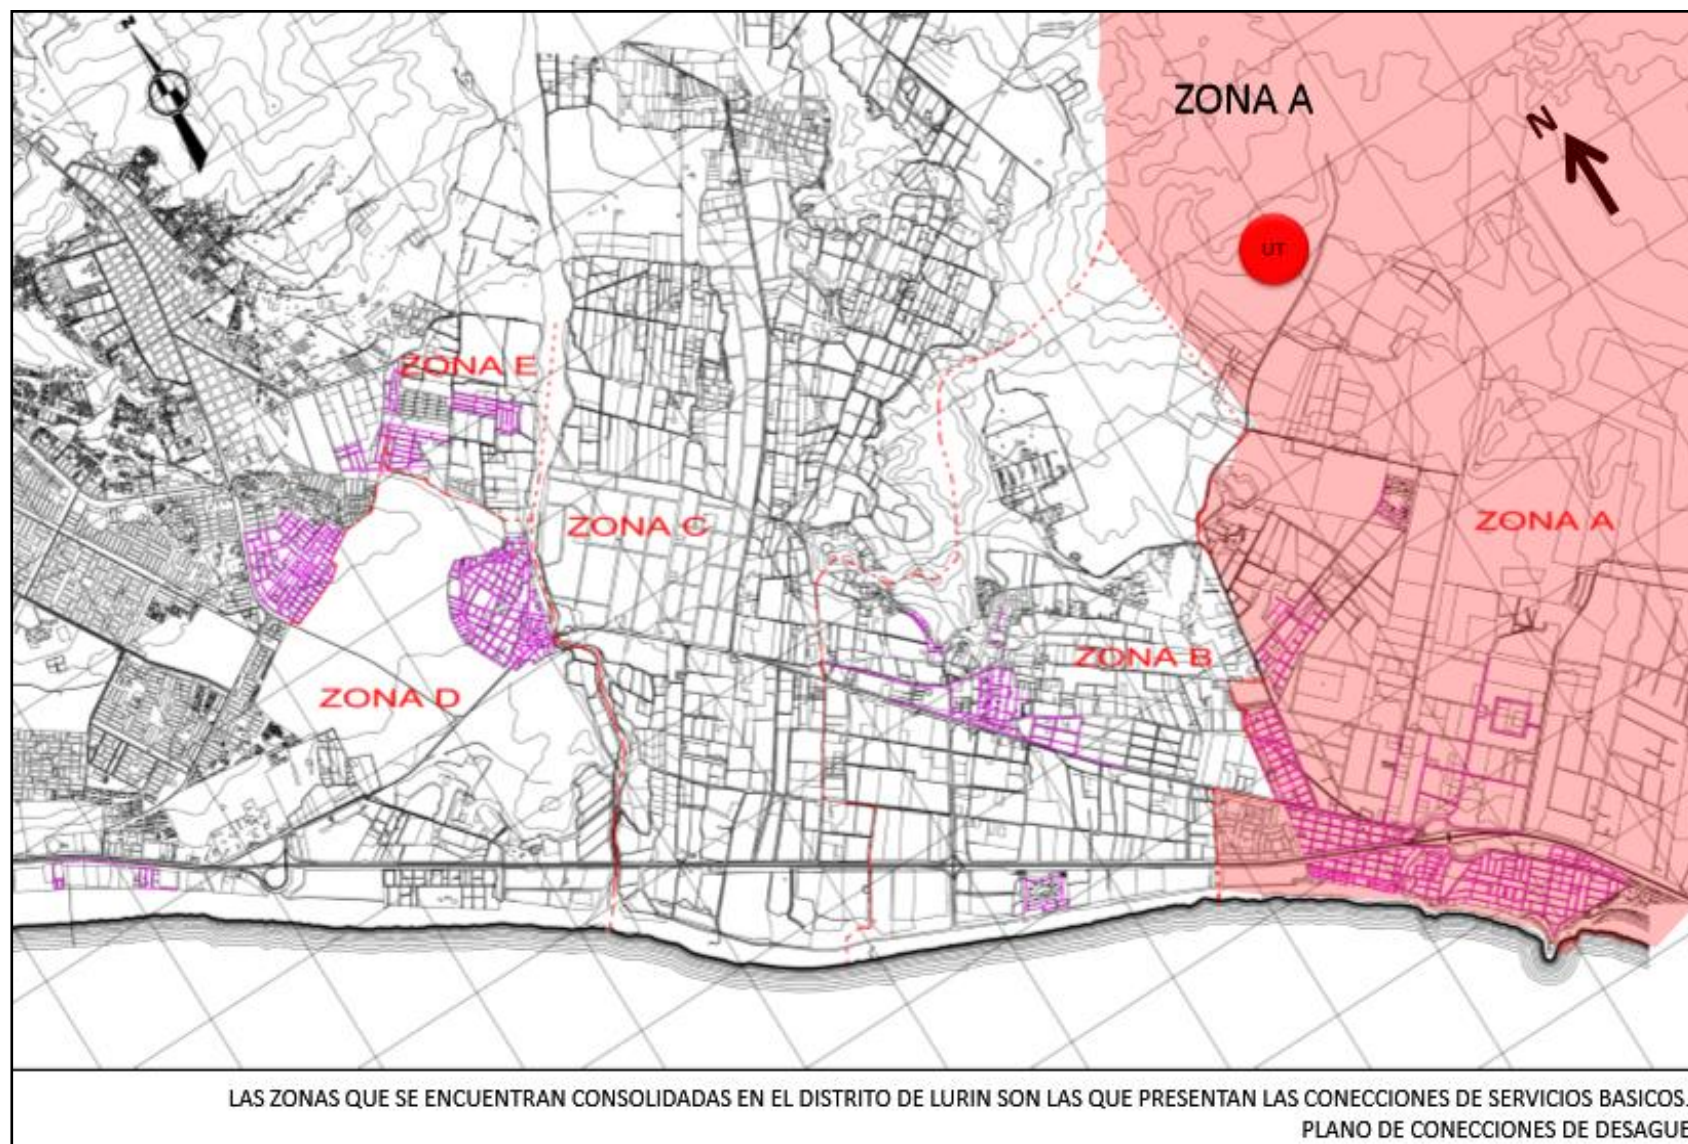 N
ZONA A
N
UT
ZONA E
ZONA C
ZONA A
ZONA B
ZONA D
LAS ZONAS QUE SE ENCUENTRAN CONSOLIDADAS EN EL DISTRITO DE LURIN SON LAS QUE PRESENTAN LAS CONECCIONES DE SERVICIOS BASICOS.
PLANO DE CONECCIONES DE DESAGUE